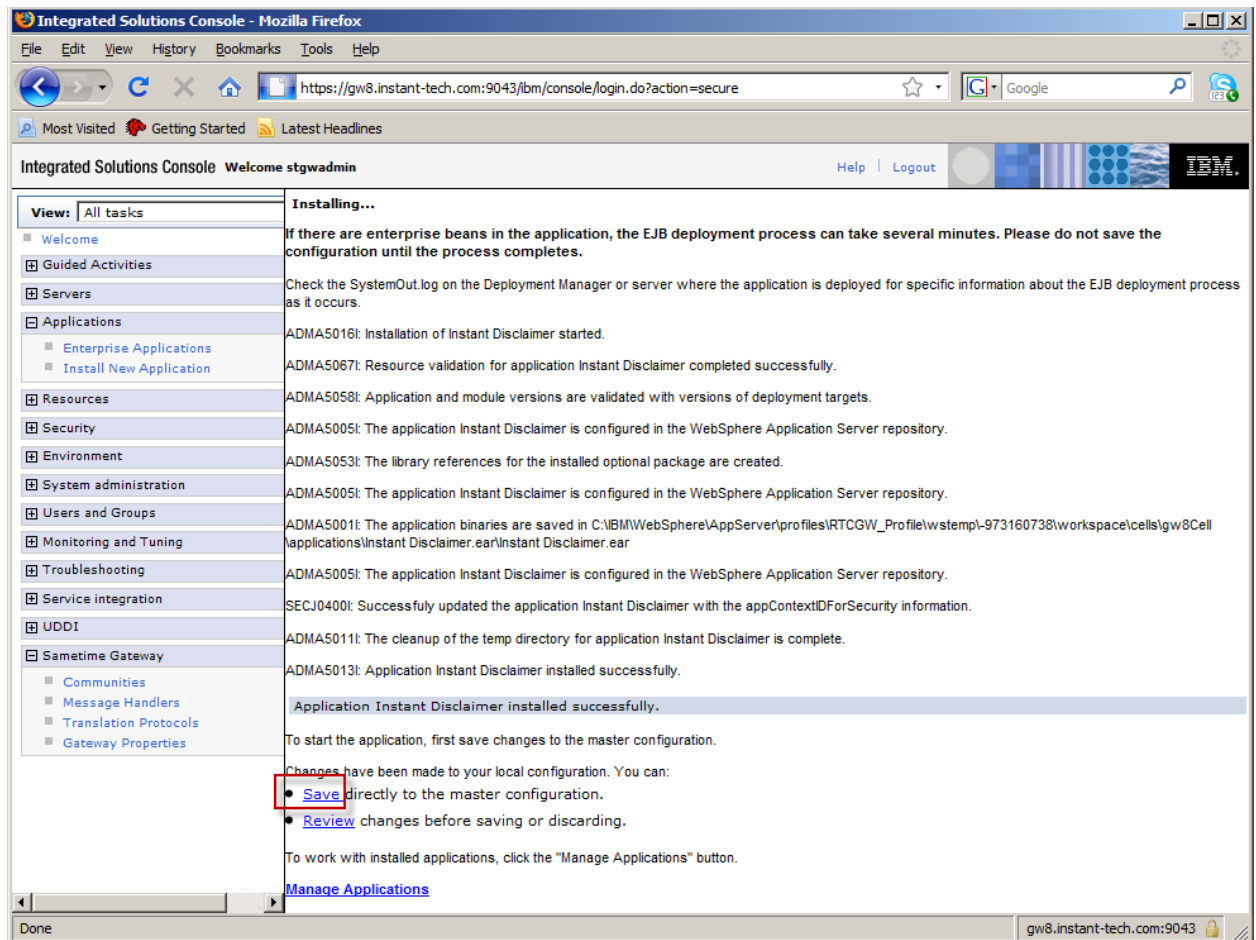 Integrated Solutions Console - Mozilla Firefox
File Edit View History Bookmarks Tools Help
https://gw8.instant-tech.com:9043/ibm/console/login.do?action=secure
G Google
123
Most Visited Getting Started Latest Headlines
Integrated Solutions Console Welcome stgwadmin Help Logout IBM.
View: All tasks
Welcome
Guided Activities
Servers
Applications
Enterprise Applications
Install New Application
Resources
Security
Environment
System administration
Users and Groups
Monitoring and Tuning
Troubleshooting
Service integration
UDDI
Sametime Gateway
Communities
Message Handlers
Translation Protocols
Gateway Properties
Installing...
If there are enterprise beans in the application, the EJB deployment process can take several minutes. Please do not save the
configuration until the process completes.
Check the SystemOut.log on the Deployment Manager or server where the application is deployed for specific information about the EJB deployment process
as it occurs.
ADMA5016I: Installation of Instant Disclaimer started.
ADMA5067I: Resource validation for application Instant Disclaimer completed successfully.
ADMA5058I: Application and module versions are validated with versions of deployment targets.
ADMA5005I: The application Instant Disclaimer is configured in the WebSphere Application Server repository.
ADMA5053I: The library references for the installed optional package are created.
ADMA5005I: The application Instant Disclaimer is configured in the WebSphere Application Server repository.
ADMA5001I: The application binaries are saved in C:\IBM\WebSphere\AppServer\profiles\RTCGW_Profile\wstemp\-973160738\workspace\cells\gw8Cell
\applications\Instant Disclaimer.ear\Instant Disclaimer.ear
ADMA5005I: The application Instant Disclaimer is configured in the WebSphere Application Server repository.
SECJ0400I: Successfuly updated the application Instant Disclaimer with the appContextIDForSecurity information.
ADMA5011I: The cleanup of the temp directory for application Instant Disclaimer is complete.
ADMA5013I: Application Instant Disclaimer installed successfully.
Application Instant Disclaimer installed successfully.
To start the application, first save changes to the master configuration.
Changes have been made to your local configuration. You can:
Save directly to the master configuration.
Review changes before saving or discarding.
To work with installed applications, click the "Manage Applications" button.
Manage Applications
Done gw8.instant-tech.com:9043